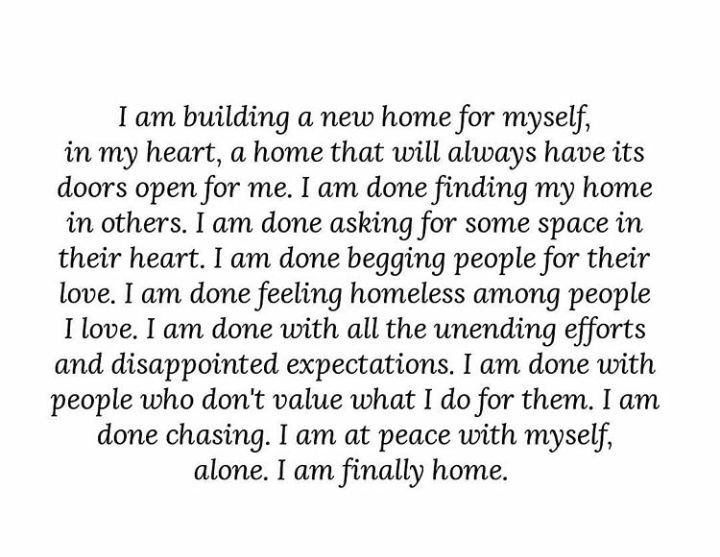 I am building a new home for myself,
in my heart, a home that will always have its
doors open for me. I am done finding my home
in others. I am done asking for some space in
their heart. I am done begging people for their
love. I am done feeling homeless among people
I love. I am done with all the unending efforts
and disappointed expectations. I am done with
people who don't value what I do for them. I am
done chasing. I am at peace with myself,
alone. I am finally home.